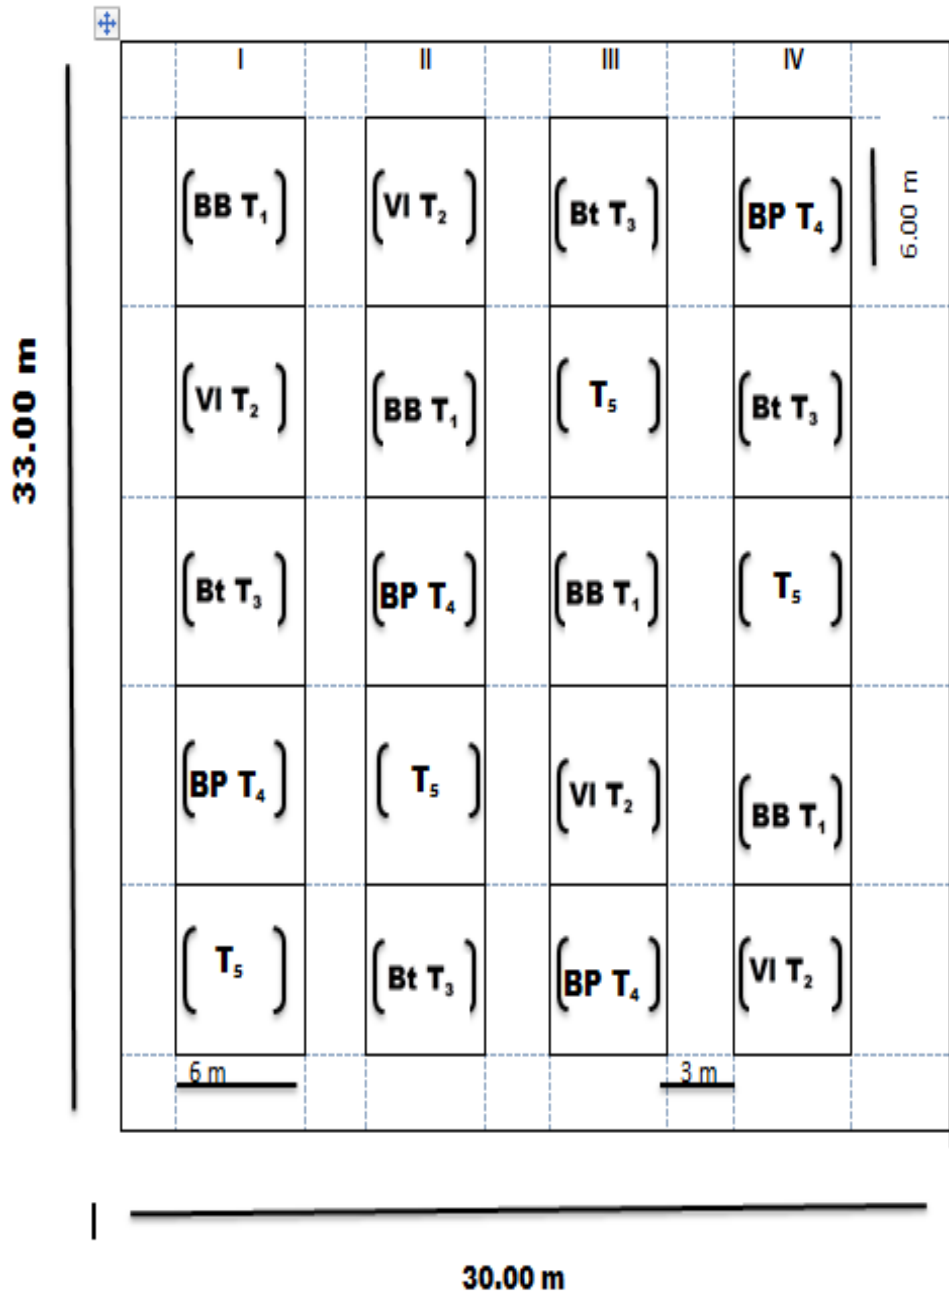 I II III IV
BB T₁ VI T₂ Bt T₃ BP T₄
6.00 m
VI T₂ BB T₁ T₅ Bt T₃
33.00 m
Bt T₃ BP T₄ BB T₁ T₅
BP T₄ T₅ VI T₂ BB T₁
T₅ Bt T₃ BP T₄ VI T₂
6 m 3 m
30.00 m